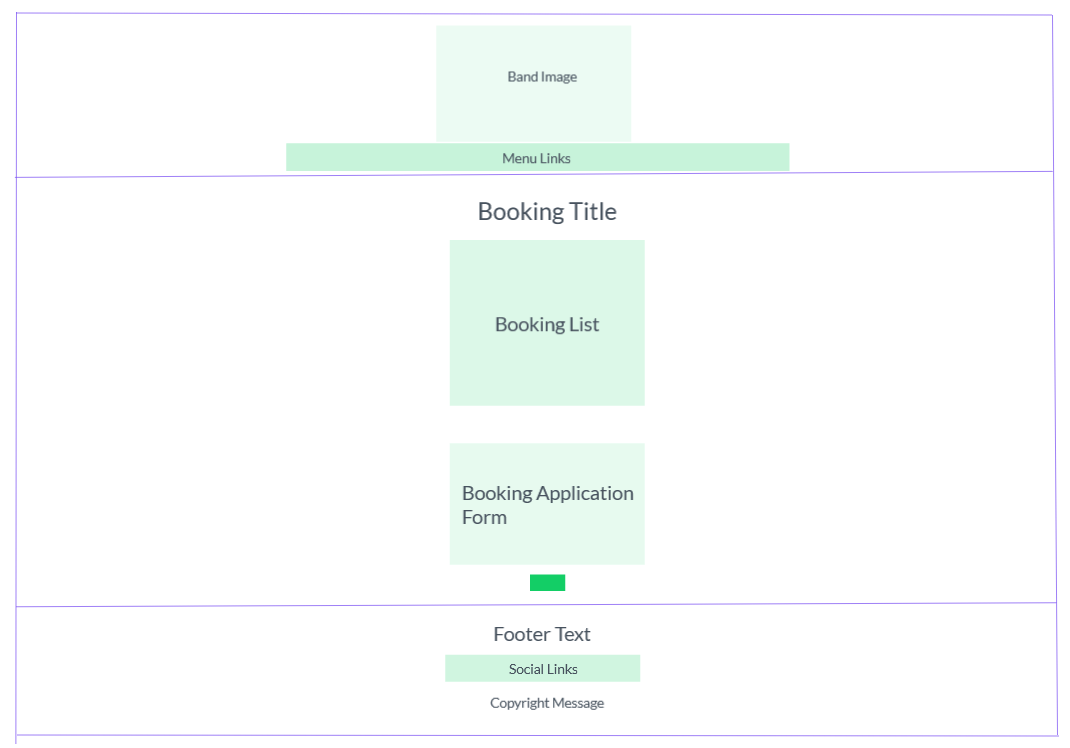 Band Image
Menu Links
Booking Title
Booking List
Booking Application
Form
Footer Text
Social Links
Copyright Message